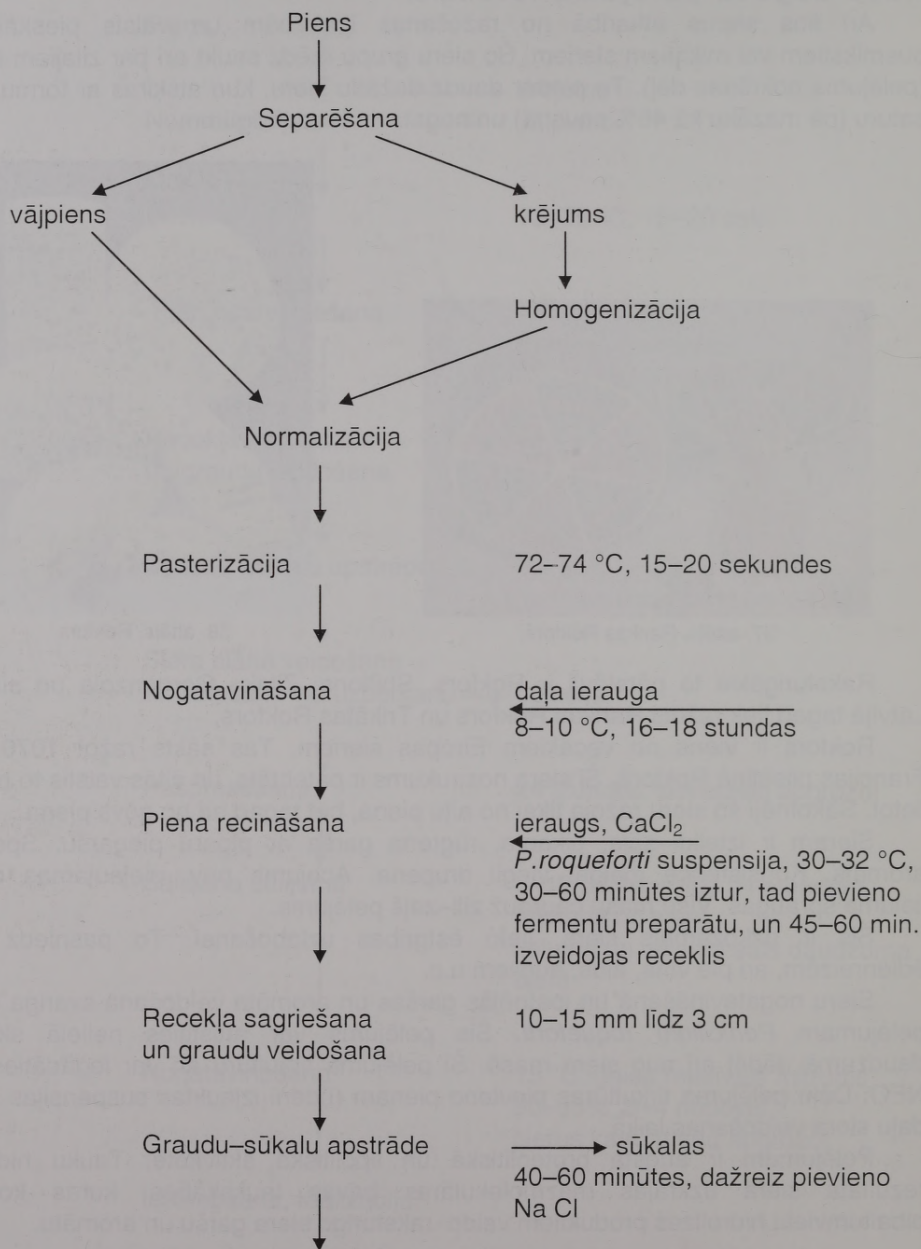 Piens
Separēšana
vājpiens
krējums
Homogenizācija
Normalizācija
Pasterizācija
72–74 °C, 15–20 sekundes
Nogatavināšana
daļa ierauga
8–10 °C, 16–18 stundas
Piena recināšana
ieraugs, CaCl₂
P.roqueforti suspensija, 30–32 °C,
30–60 minūtes iztur, tad pievieno
fermentu preparātu, un 45–60 min.
izveidojas receklis
Recekļa sagriešana
un graudu veidošana
10–15 mm līdz 3 cm
Graudu–sūkalu apstrāde
sūkalas
40–60 minūtes, dažreiz pievieno
Na Cl